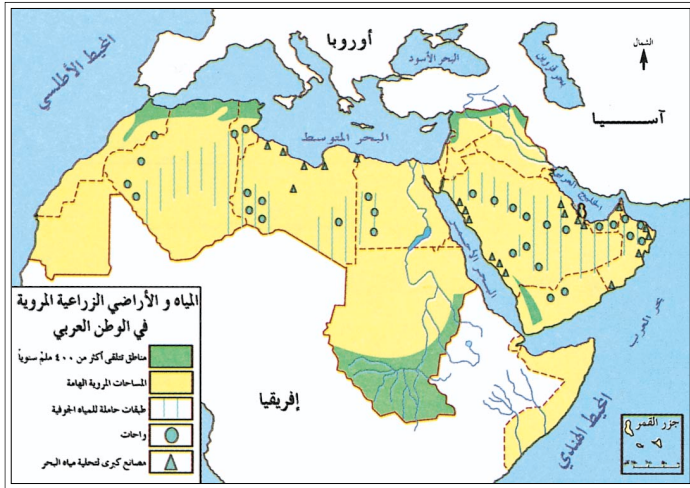 المحيط الأطلسي
أوروبا
الشمال
البحر الأسود
بحر قزوين
آســـيـــا
البحر المتوسط
الخليج العربي
البحر الأحمر
بحر العرب
المحيط الهندي
إفريقيا
المياه و الأراضي الزراعية المروية
في الوطن العربي
مناطق تتلقى أكثر من ٤٠٠ ملم سنوياً
المساحات المروية الهامة
طبقات حاملة للمياه الجوفية
واحات
مصانع كبرى لتحلية مياه البحر
جزر القمر